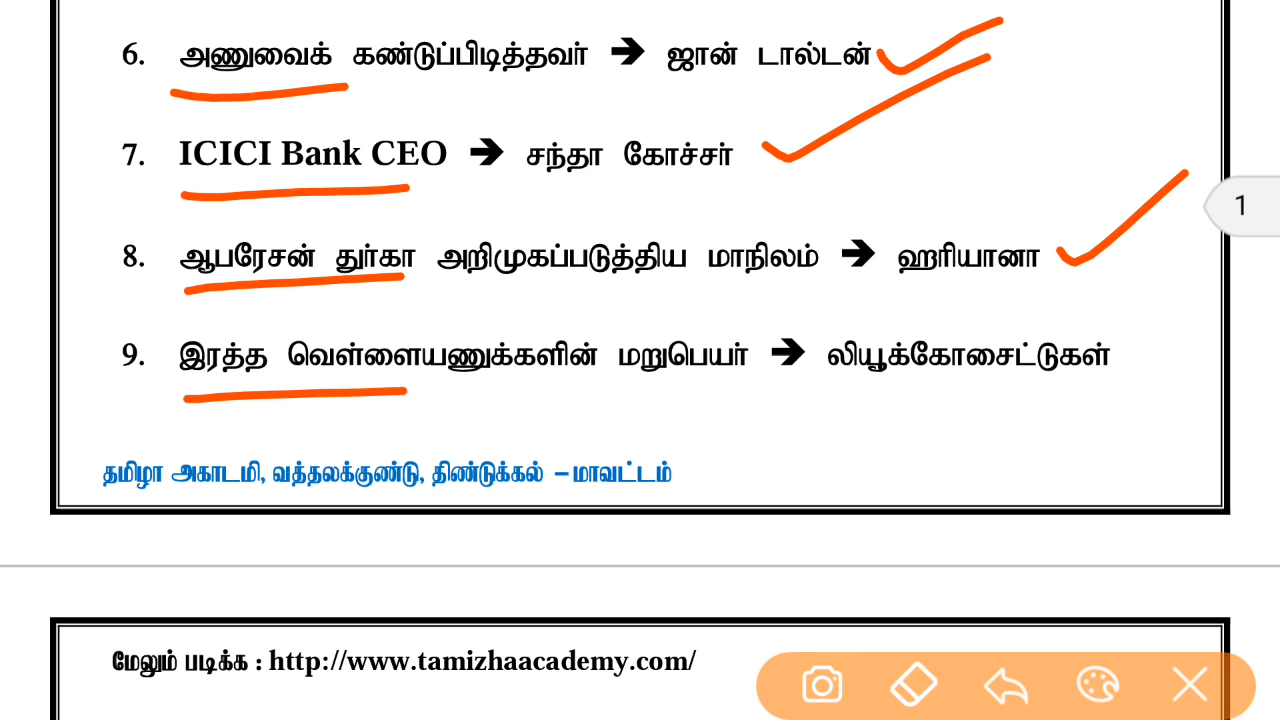 6. அணுவைக் கண்டுப்பிடித்தவர் ➔ ஜான் டால்டன்
7. ICICI Bank CEO ➔ சந்தா கோச்சர்
8. ஆபரேசன் துர்கா அறிமுகப்படுத்திய மாநிலம் ➔ ஹரியானா
1
9. இரத்த வெள்ளையணுக்களின் மறுபெயர் ➔ லியூக்கோசைட்டுகள்
தமிழா அகாடமி, வத்தலக்குண்டு, திண்டுக்கல் – மாவட்டம்
மேலும் படிக்க : http://www.tamizhaacademy.com/